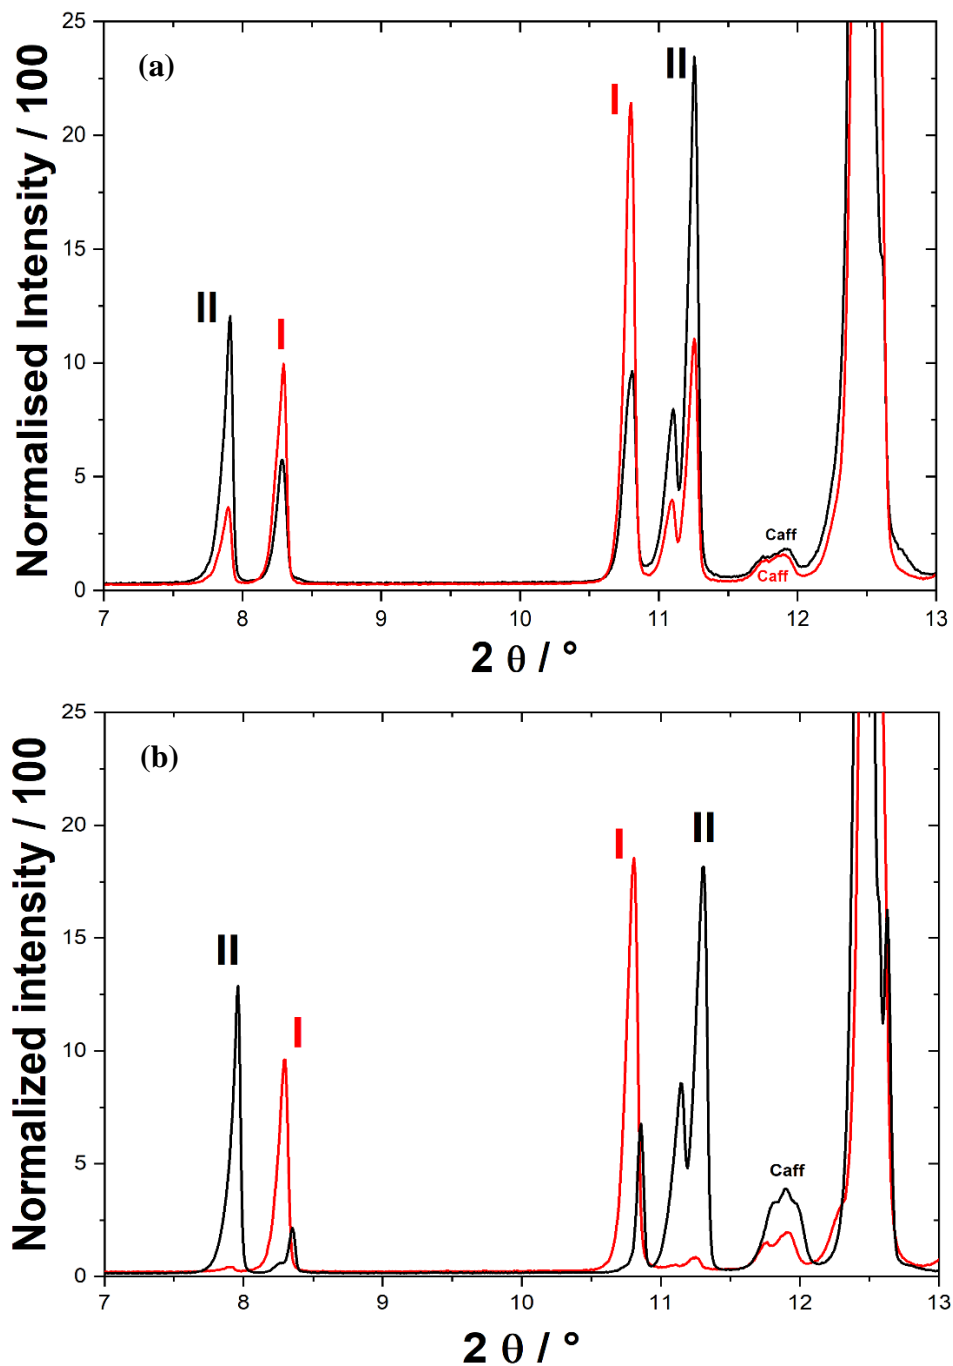 (a)
Normalised Intensity / 100
25
20
15
10
5
0
II
I
I
II
Caff
Caff
7 8 9 10 11 12 13
2 θ / °
(b)
Normalized intensity / 100
25
20
15
10
5
0
II
I
I
II
Caff
7 8 9 10 11 12 13
2 θ / °